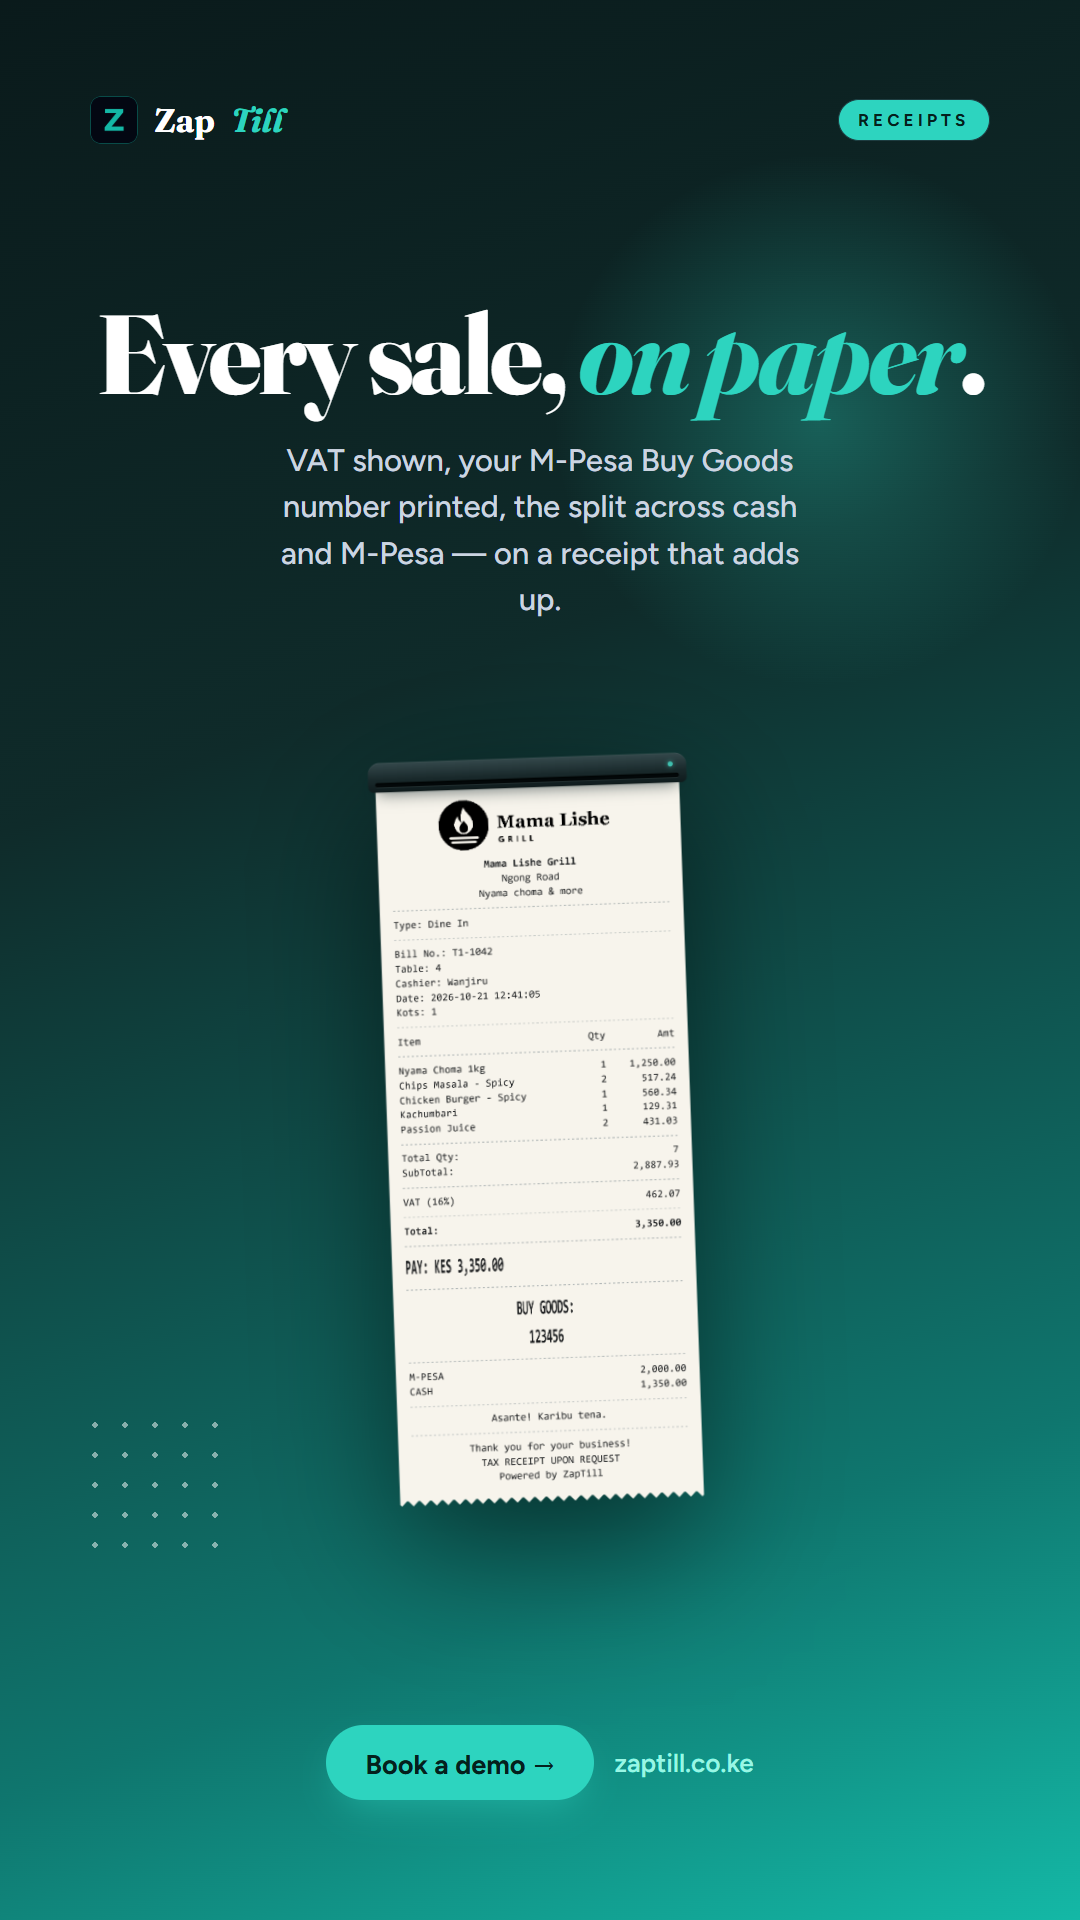 Z Zap Till
RECEIPTS
Every sale, on paper.
VAT shown, your M-Pesa Buy Goods
number printed, the split across cash
and M-Pesa — on a receipt that adds
up.
Mama Lishe
GRILL
Mama Lishe Grill
Ngong Road
Nyama choma & more
Type: Dine In
Bill No.: T1-1042
Table: 4
Cashier: Wanjiru
Date: 2026-10-21 12:41:05
Kots: 1
Item Qty Amt
Nyama Choma 1kg 1 1,250.00
Chips Masala - Spicy 2 517.24
Chicken Burger - Spicy 1 560.34
Kachumbari 1 129.31
Passion Juice 2 431.03
Total Qty: 7
SubTotal: 2,887.93
VAT (16%) 462.07
Total: 3,350.00
PAY: KES 3,350.00
BUY GOODS:
123456
M-PESA 2,000.00
CASH 1,350.00
Asante! Karibu tena.
Thank you for your business!
TAX RECEIPT UPON REQUEST
Powered by ZapTill
Book a demo →
zaptill.co.ke